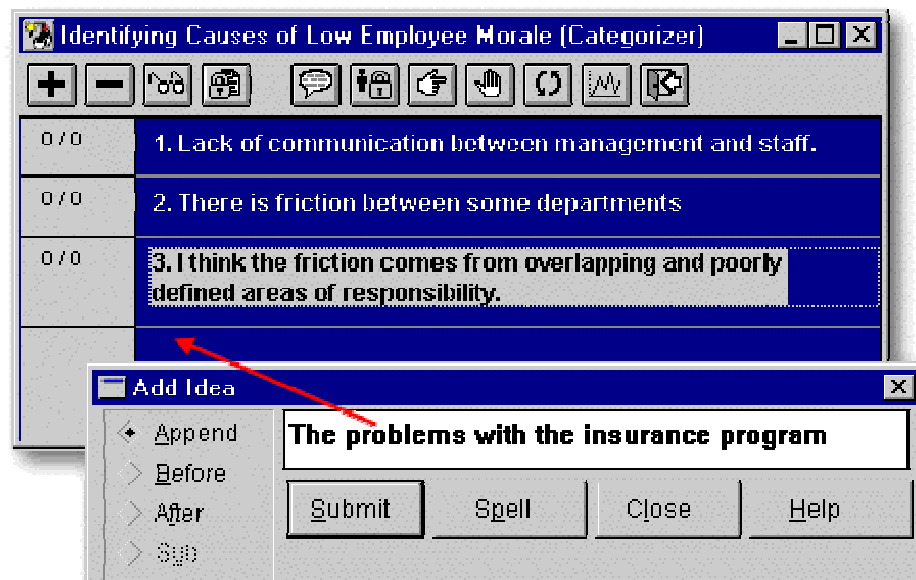 Identifying Causes of Low Employee Morale (Categorizer)
0 / 0
1. Lack of communication between management and staff.
0 / 0
2. There is friction between some departments
0 / 0
3. I think the friction comes from overlapping and poorly
defined areas of responsibility.
Add Idea
Append
The problems with the insurance program
Before
After
Sub
Submit
Spell
Close
Help